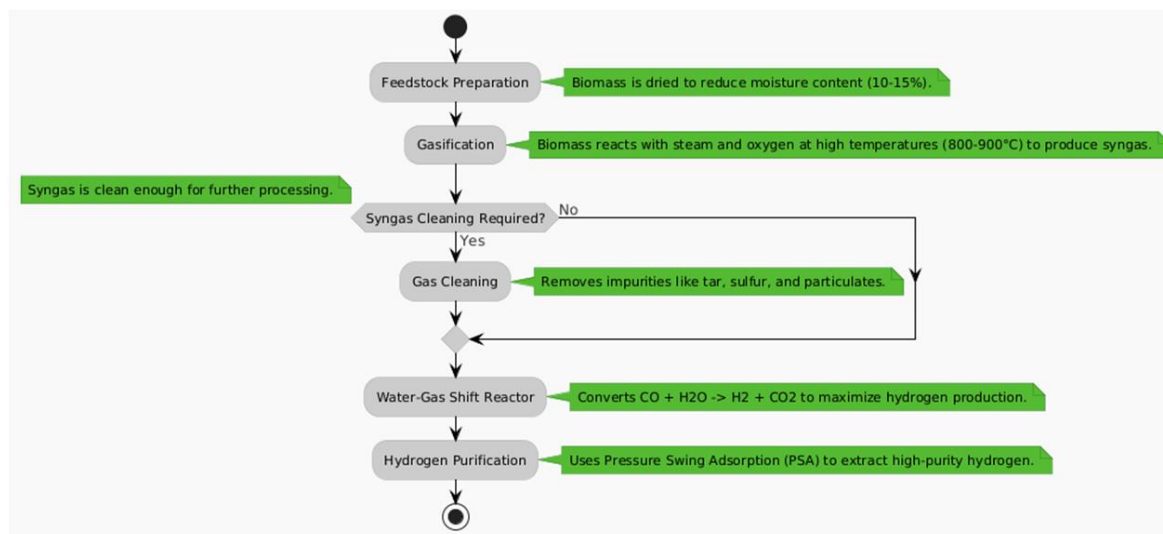 Feedstock Preparation
Biomass is dried to reduce moisture content (10-15%).
Gasification
Biomass reacts with steam and oxygen at high temperatures (800-900°C) to produce syngas.
Syngas is clean enough for further processing.
Syngas Cleaning Required?
No
Yes
Gas Cleaning
Removes impurities like tar, sulfur, and particulates.
Water-Gas Shift Reactor
Converts CO + H2O -> H2 + CO2 to maximize hydrogen production.
Hydrogen Purification
Uses Pressure Swing Adsorption (PSA) to extract high-purity hydrogen.